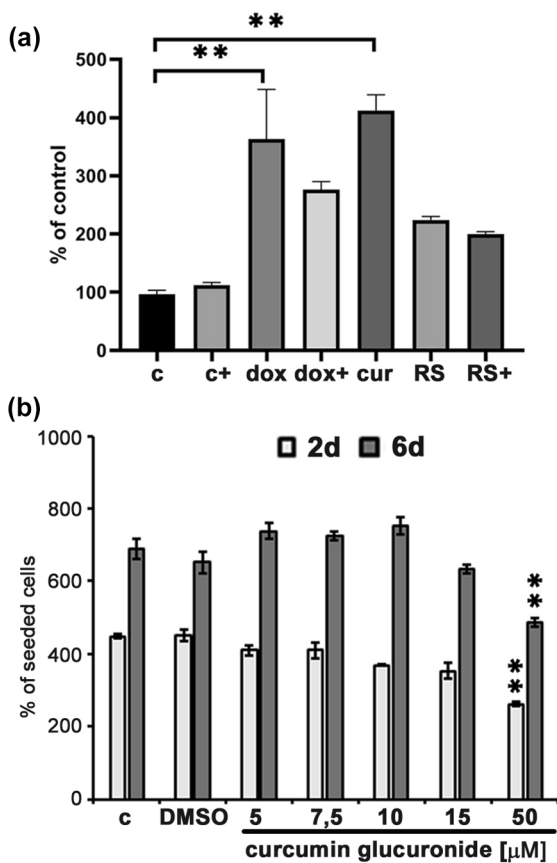 (a)
** 
**
500
400
300
200
100
0
% of control
c c+ dox dox+ cur RS RS+
(b)
1000
800
600
400
200
0
% of seeded cells
2d 6d
**
**
c DMSO 5 7,5 10 15 50
curcumin glucuronide [μM]